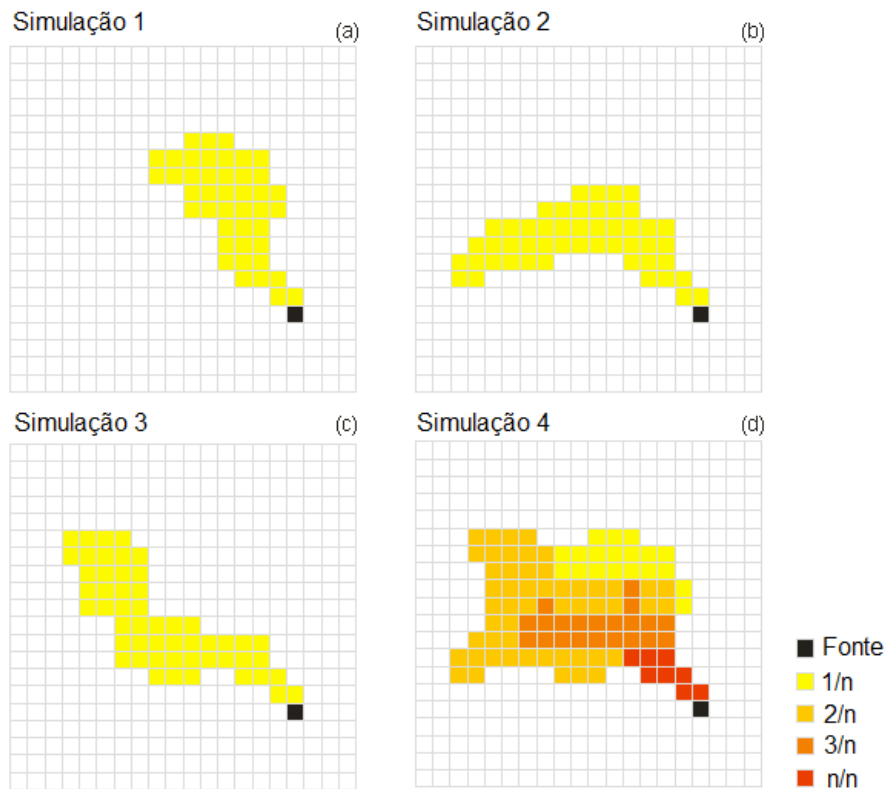 Simulação 1 (a)
Simulação 2 (b)
Simulação 3 (c)
Simulação 4 (d)
Fonte
1/n
2/n
3/n
n/n